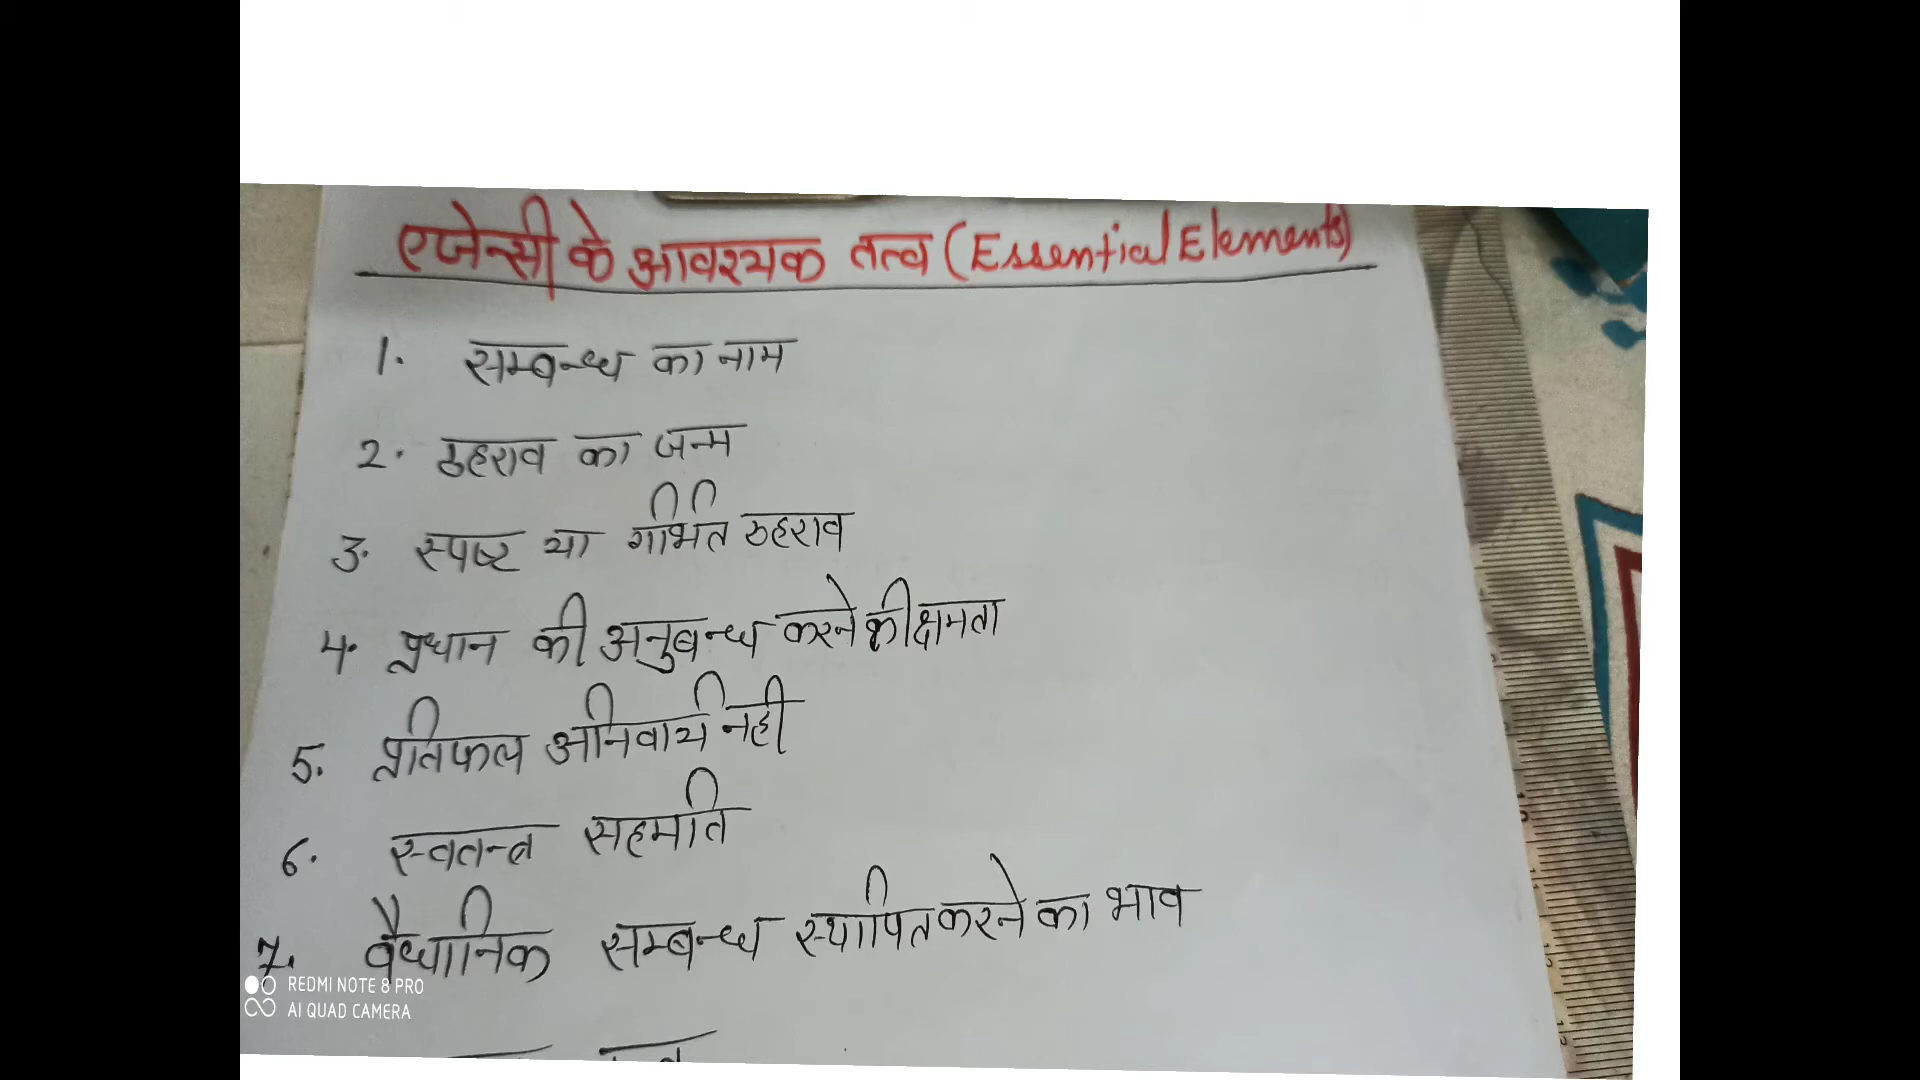 एजेन्सी के आवश्यक तत्व (Essential Elements)
1. सम्बन्ध का नाम
2. ठहराव का जन्म
3. स्पष्ट या गर्भित ठहराव
4. प्रधान की अनुबन्ध करने की क्षमता
5. प्रतिफल अनिवार्य नही
6. स्वतन्त्र सहमति
7. वैधानिक सम्बन्ध स्थापित करने का भाव
REDMI NOTE 8 PRO
AI QUAD CAMERA